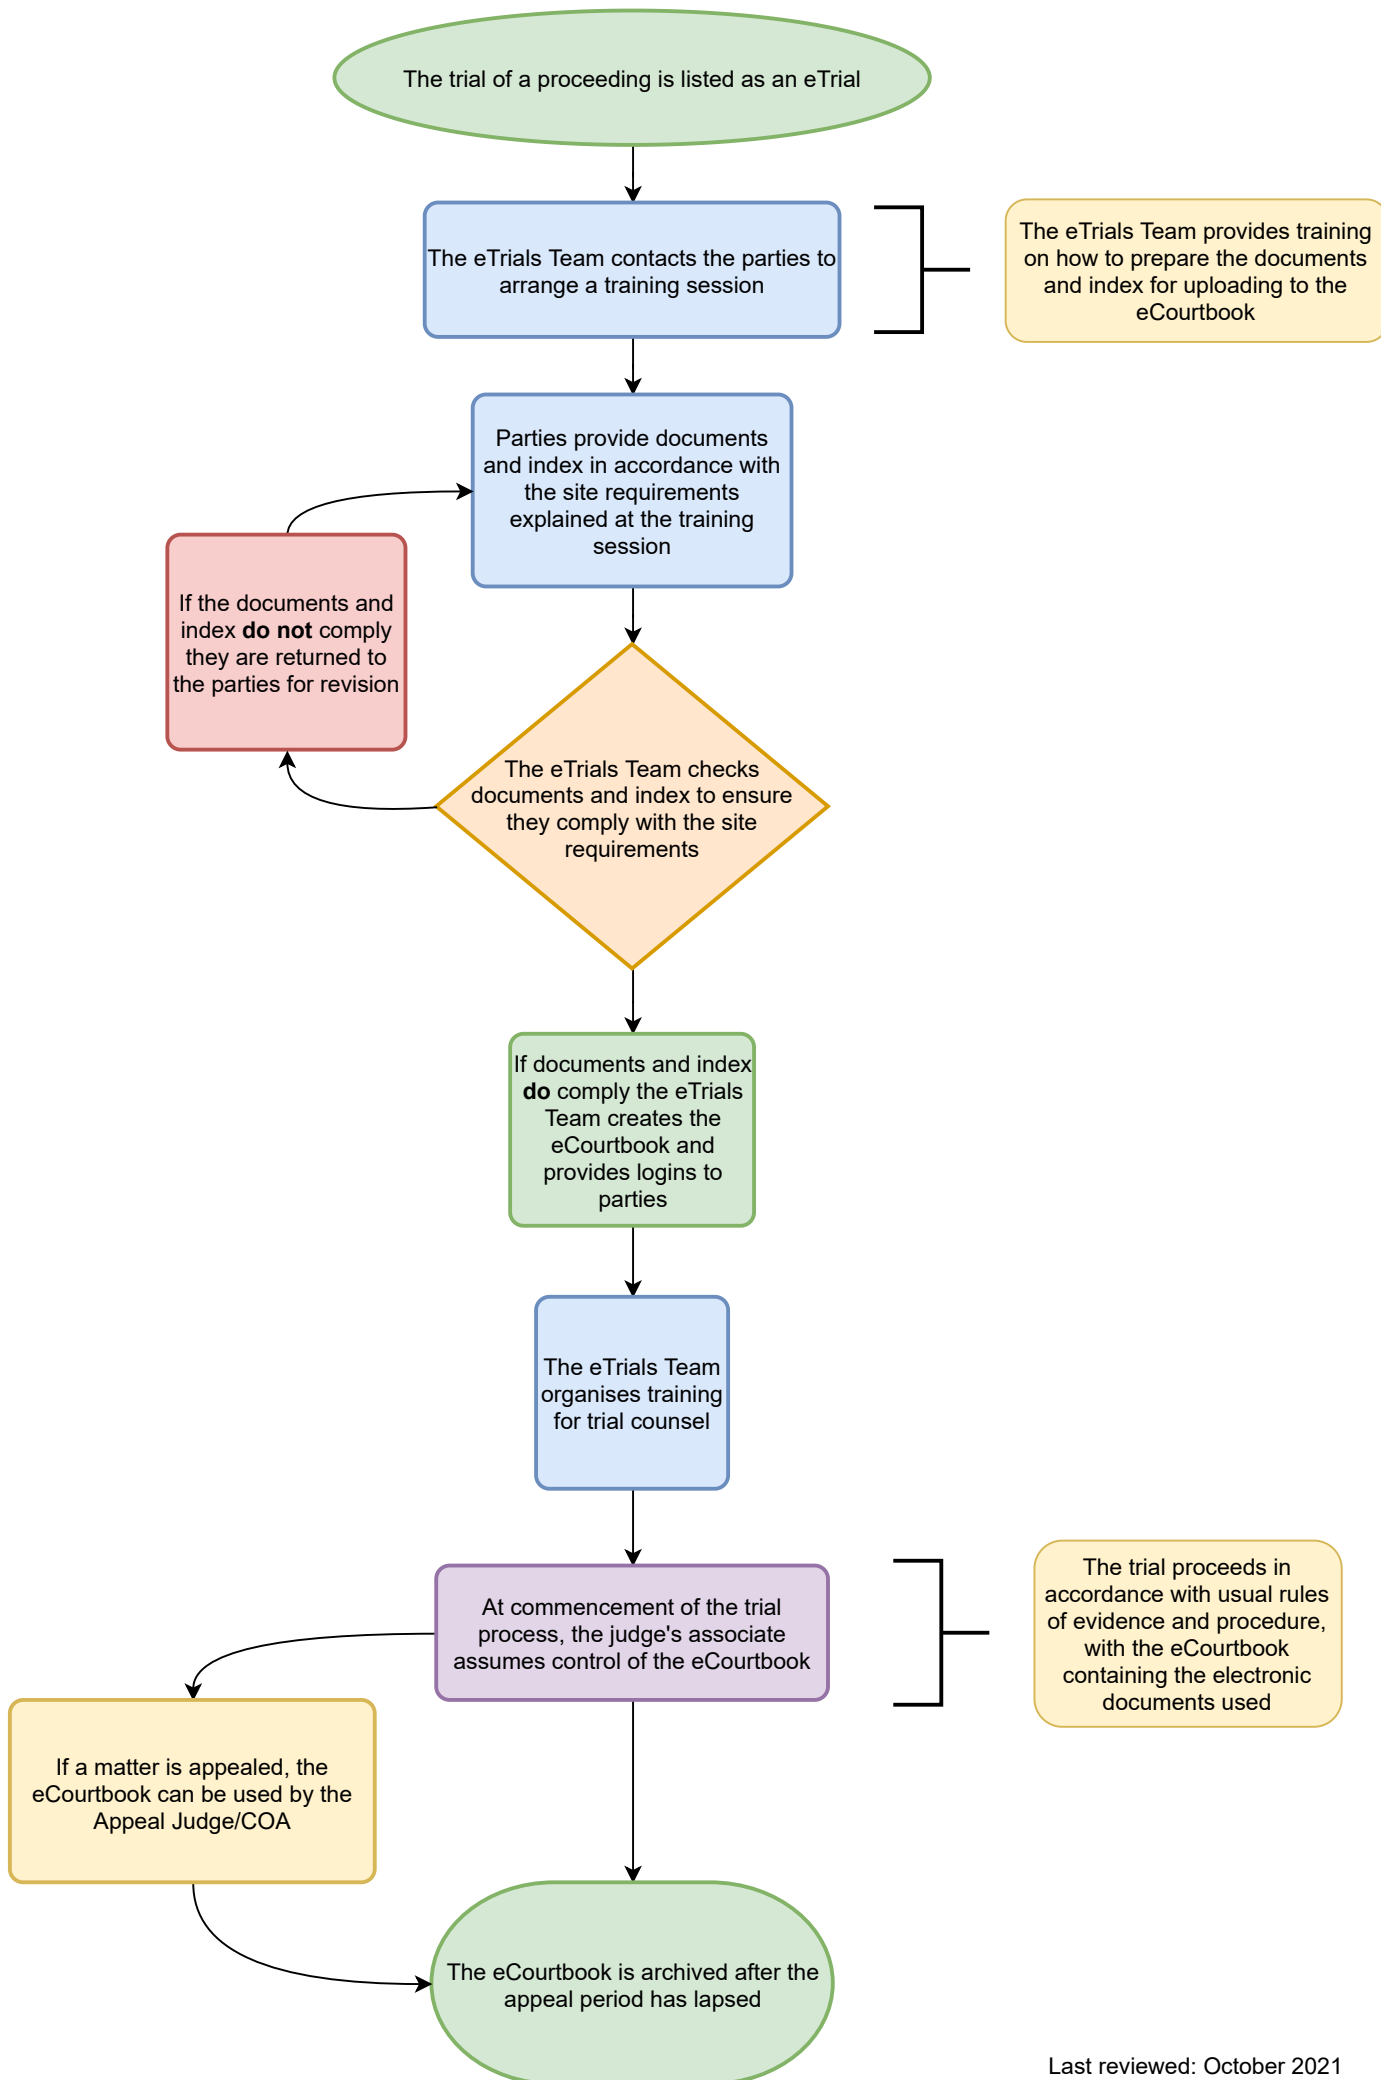 The trial of a proceeding is listed as an eTrial
The eTrials Team contacts the parties to
arrange a training session
The eTrials Team provides training
on how to prepare the documents
and index for uploading to the
eCourtbook
Parties provide documents
and index in accordance with
the site requirements
explained at the training
session
If the documents and
index do not comply
they are returned to
the parties for revision
The eTrials Team checks
documents and index to ensure
they comply with the site
requirements
If documents and index
do comply the eTrials
Team creates the
eCourtbook and
provides logins to
parties
The eTrials Team
organises training
for trial counsel
At commencement of the trial
process, the judge's associate
assumes control of the eCourtbook
The trial proceeds in
accordance with usual rules
of evidence and procedure,
with the eCourtbook
containing the electronic
documents used
If a matter is appealed, the
eCourtbook can be used by the
Appeal Judge/COA
The eCourtbook is archived after the
appeal period has lapsed
Last reviewed: October 2021